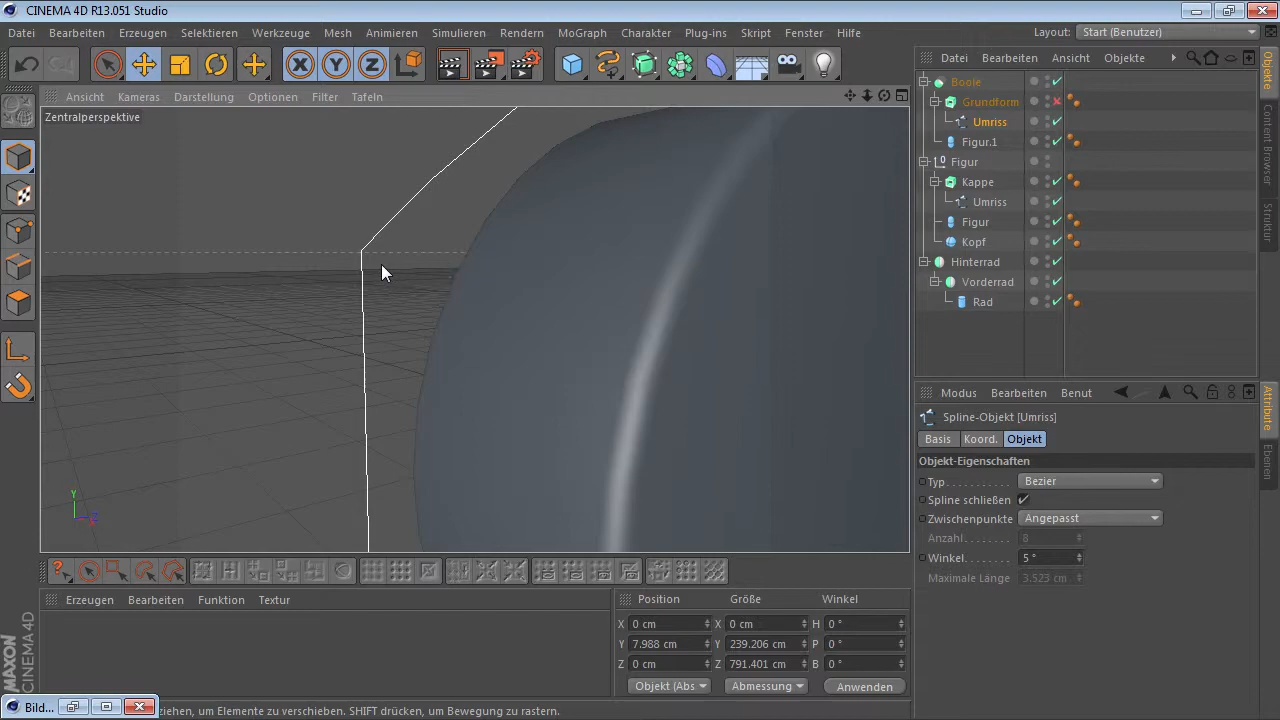 CINEMA 4D R13.051 Studio
Datei Bearbeiten Erzeugen Selektieren Werkzeuge Mesh Animieren Simulieren Rendern MoGraph Charakter Plug-ins Skript Fenster Hilfe Layout: Start (Benutzer)
Ansicht Kameras Darstellung Optionen Filter Tafeln
Zentralperspektive
Y
Z
Datei Bearbeiten Ansicht Objekte
Boole
Grundform
Umriss
Figur.1
Figur
Kappe
Umriss
Figur
Kopf
Hinterrad
Vorderrad
Rad
Objekte
Content Browser
Struktur
Modus Bearbeiten Benut
Spline-Objekt [Umriss]
Basis Koord. Objekt
Objekt-Eigenschaften
Typ Bezier
Spline schließen
Zwischenpunkte Angepasst
Anzahl 8
Winkel 5 °
Maximale Länge 3.523 cm
Attribute
Ebenen
Erzeugen Bearbeiten Funktion Textur
Position Größe Winkel
X 0 cm X 0 cm H 0 °
Y 7.988 cm Y 239.206 cm P 0 °
Z 0 cm Z 791.401 cm B 0 °
Objekt (Abs Abmessung Anwenden
MAXON
CINEMA 4D
Bild...
ziehen, um Elemente zu verschieben. SHIFT drücken, um Bewegung zu rastern.